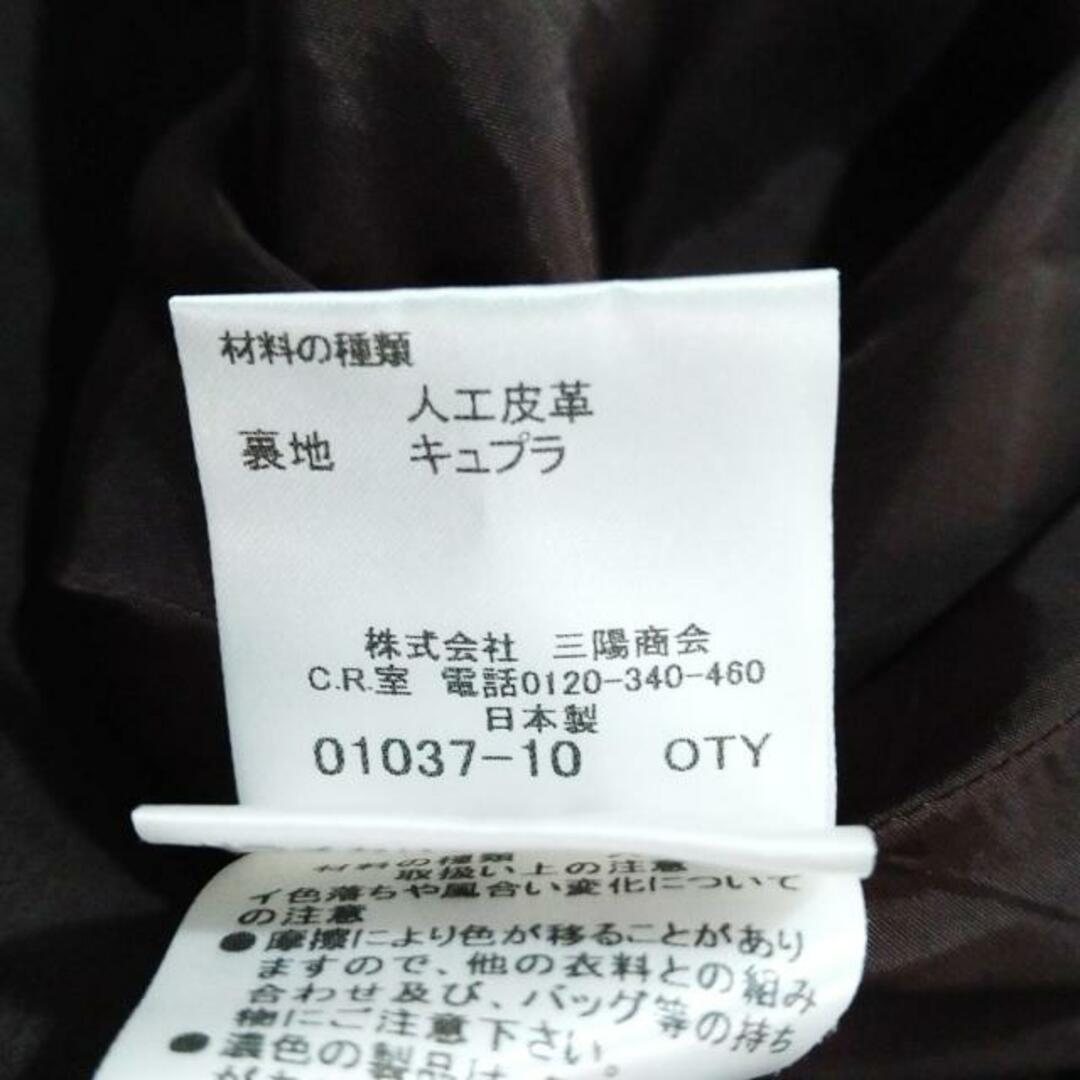 材料の種類
人工皮革
裏地 キュプラ
株式会社 三陽商会
C.R.室 電話0120-340-460
日本製
01037-10 OTY
材料の種類
取扱い上の注意
イ色落ちや風合い変化について
の注意
●摩擦により色が移ることがあり
ますので、他の衣料との組み
合わせ及び、バッグ等の持ち
物にご注意下さい。
●濃色の製品は